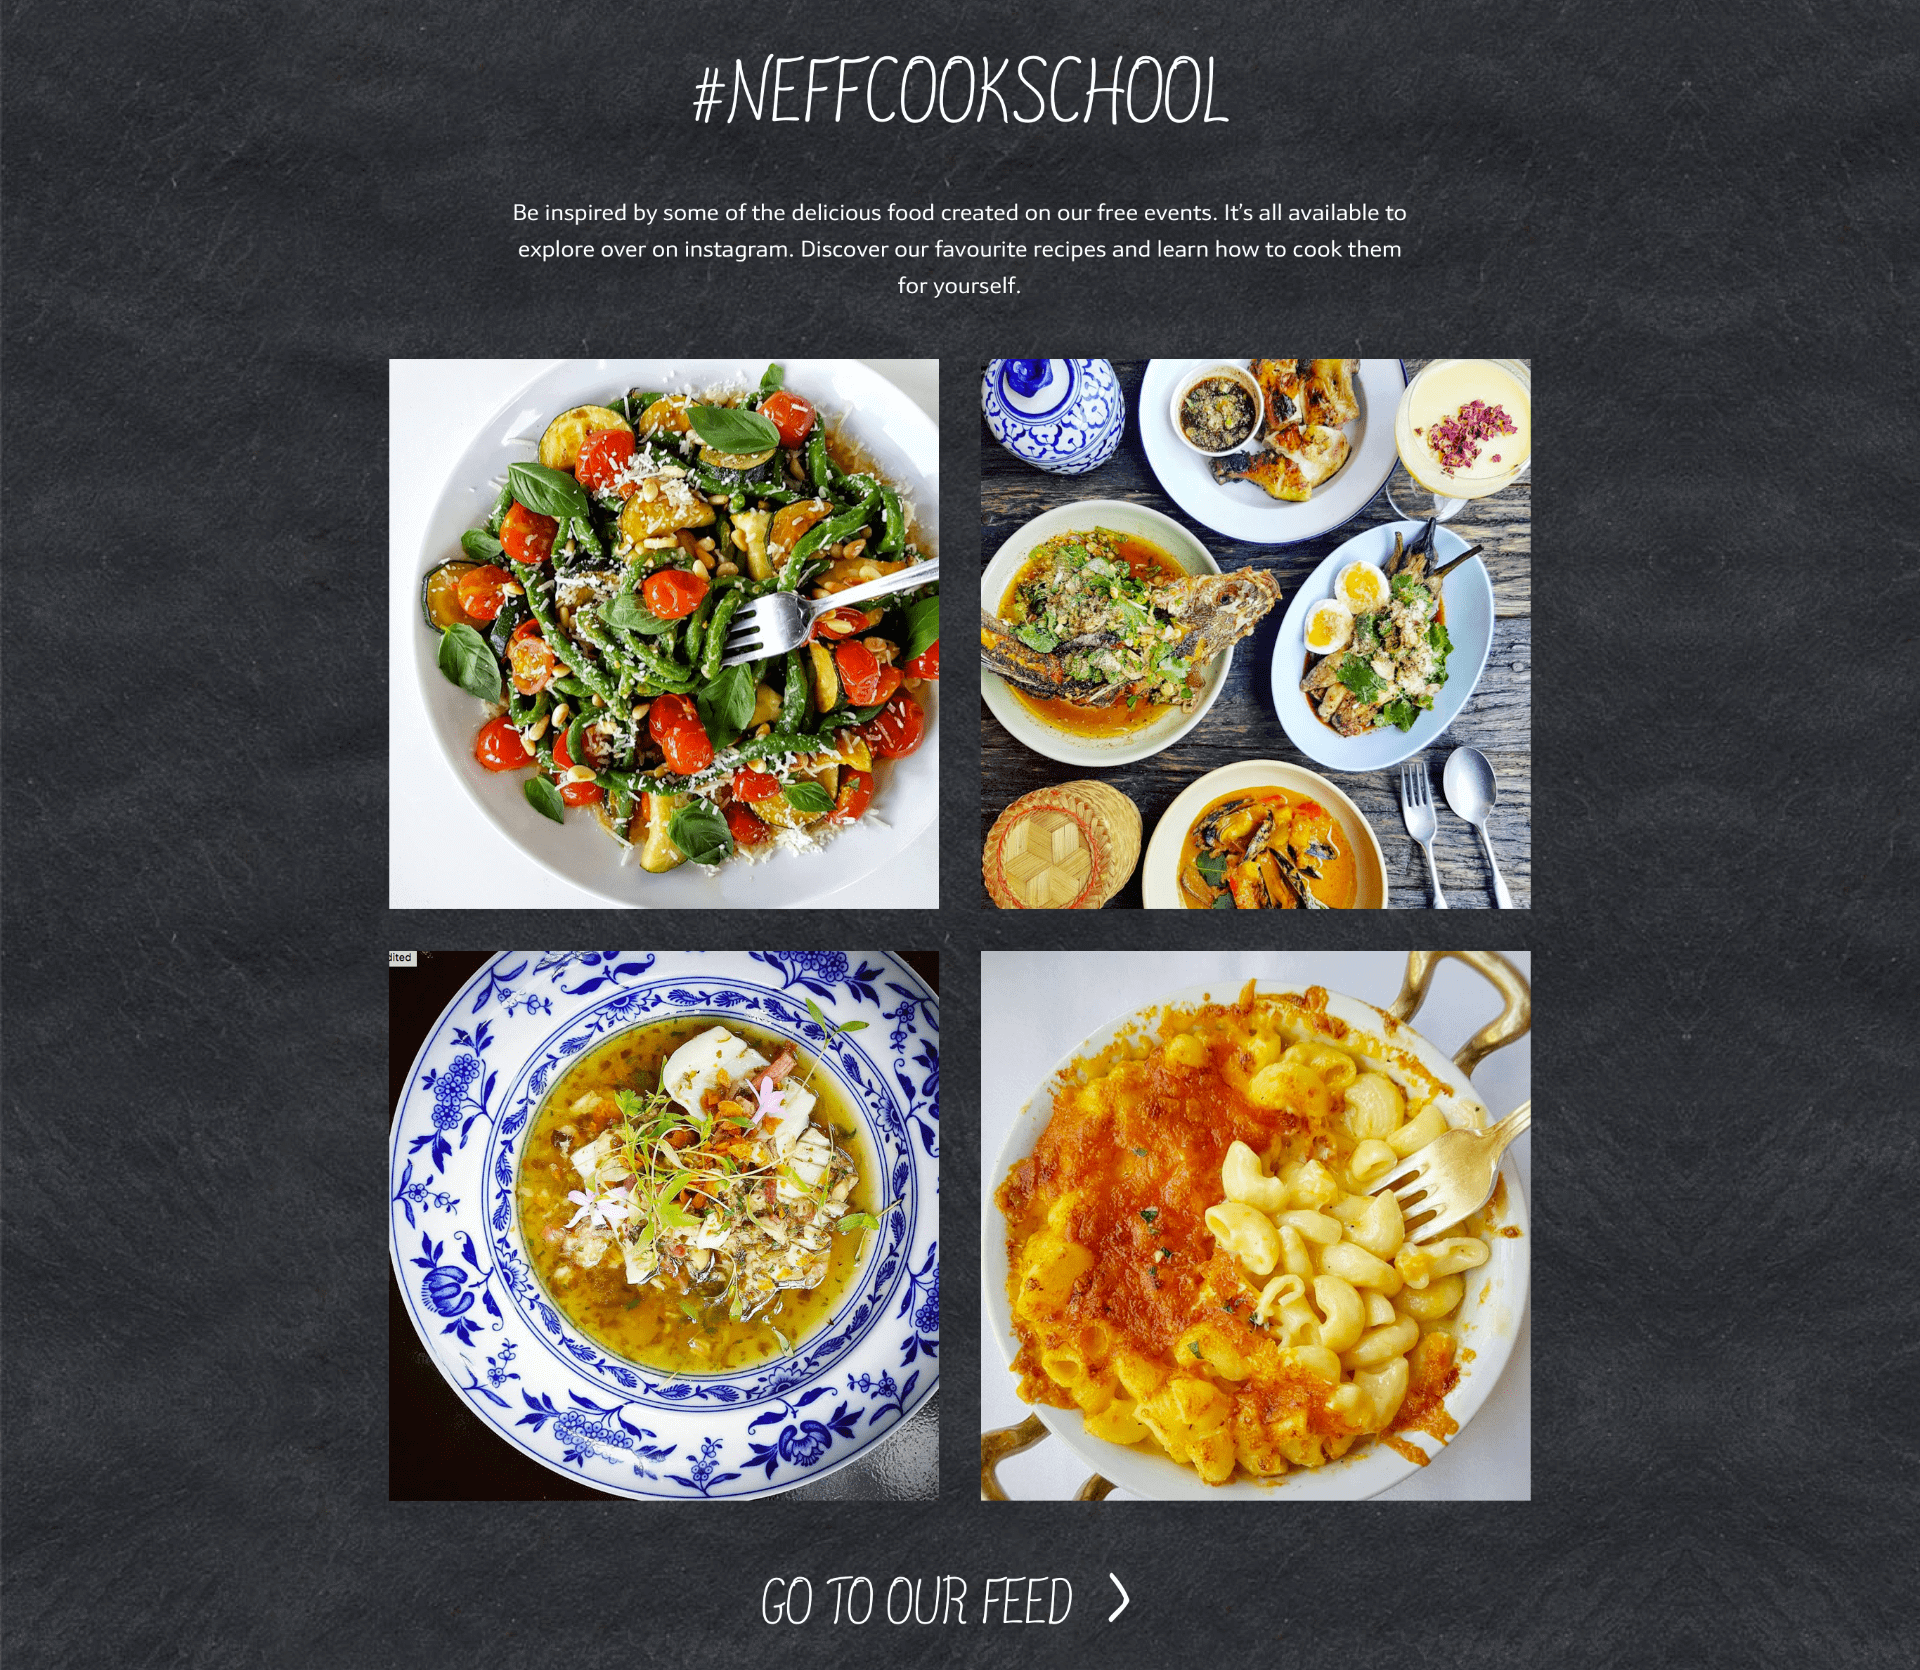 #NEFFCOOKSCHOOL
Be inspired by some of the delicious food created on our free events. It’s all available to
explore over on instagram. Discover our favourite recipes and learn how to cook them
for yourself.
dited
GO TO OUR FEED